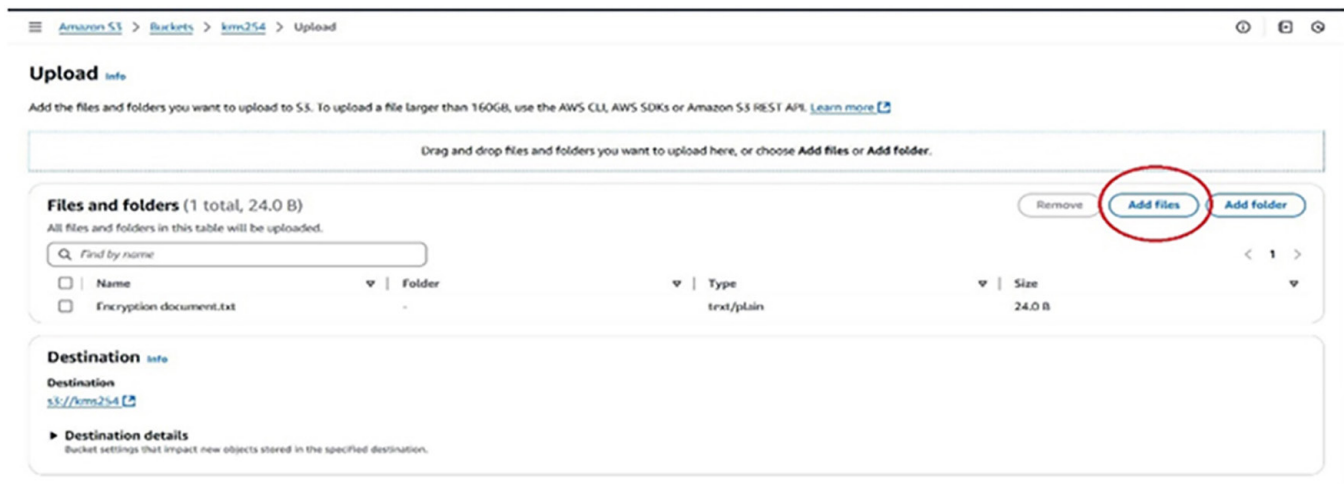 Amazon S3 > Buckets > kms254 > Upload
Upload Info
Add the files and folders you want to upload to S3. To upload a file larger than 160GB, use the AWS CLI, AWS SDKs or Amazon S3 REST API. Learn more
Drag and drop files and folders you want to upload here, or choose Add files or Add folder.
Files and folders (1 total, 24.0 B)
Remove Add files Add folder
All files and folders in this table will be uploaded.
Find by name
< 1 >
Name Folder Type Size
Encryption document.txt - text/plain 24.0 B
Destination Info
Destination
s3://kms254
Destination details
Bucket settings that impact new objects stored in the specified destination.